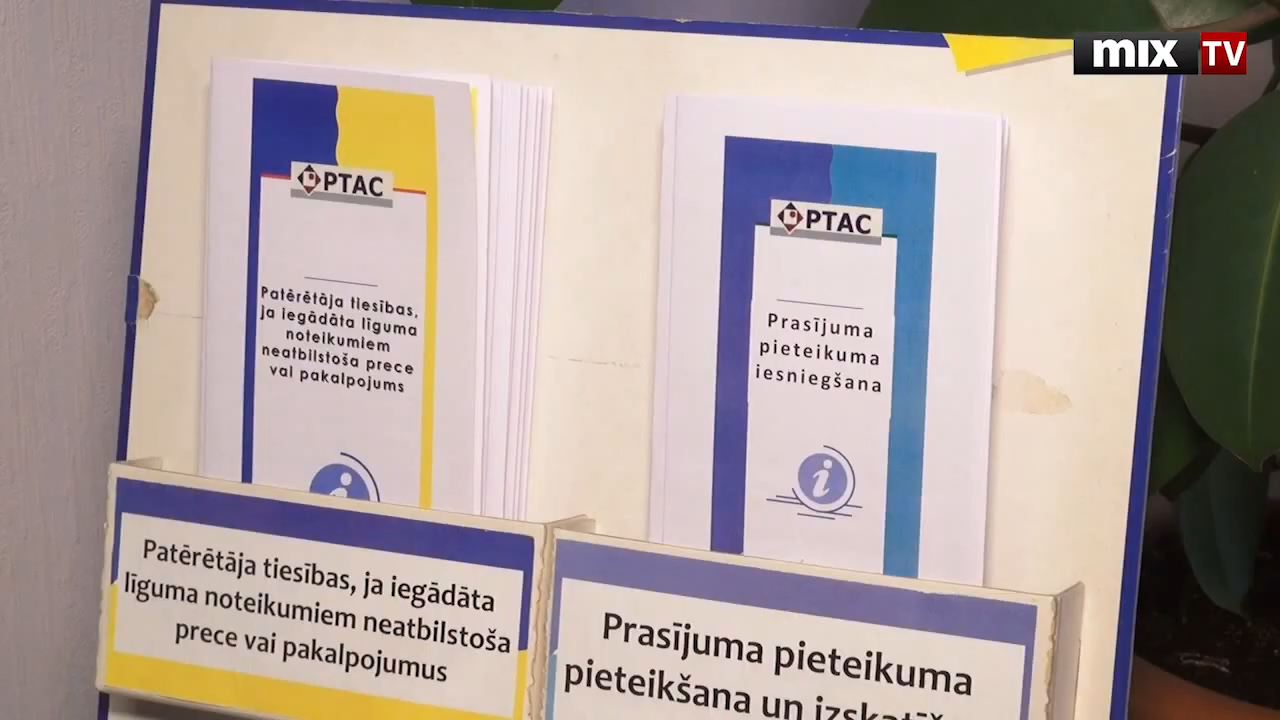 mix TV
PTAC
Patērētāja tiesības,
ja iegādāta līguma
noteikumiem
neatbilstoša prece
vai pakalpojums
PTAC
Prasījuma
pieteikuma
iesniegšana
i
Patērētāja tiesības, ja iegādāta
līguma noteikumiem neatbilstoša
prece vai pakalpojumus
Prasījuma pieteikuma
pieteikšana un